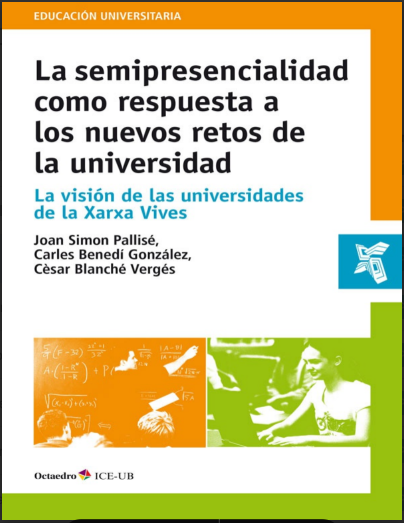 EDUCACIÓN UNIVERSITARIA
La semipresencialidad
como respuesta a
los nuevos retos de
la universidad
La visión de las universidades
de la Xarxa Vives
Joan Simon Pallisé,
Carles Benedí González,
Cèsar Blanché Vergés
Octaedro ICE-UB